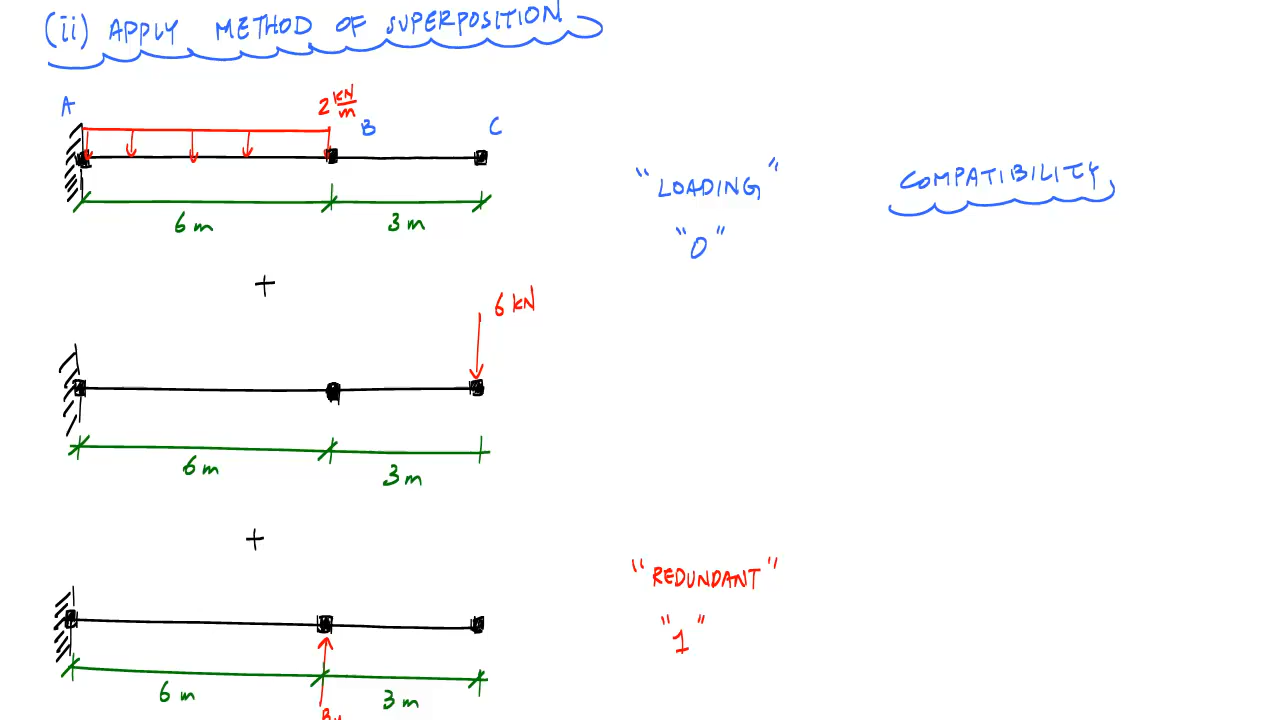 (ii) APPLY METHOD OF SUPERPOSITION
A
2 kN/m
B
C
6 m
3 m
"LOADING"
"0"
COMPATIBILITY
+
6 kN
6 m
3 m
+
"REDUNDANT"
"1"
6 m
3 m